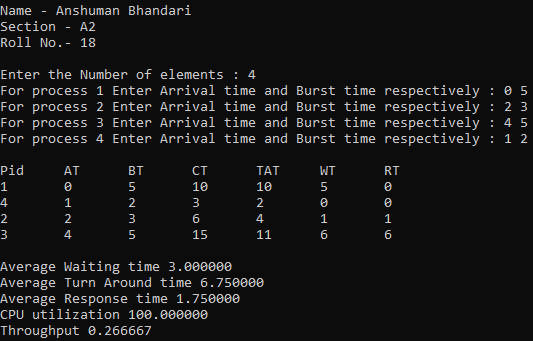 Name - Anshuman Bhandari
Section - A2
Roll No.- 18
Enter the Number of elements : 4
For process 1 Enter Arrival time and Burst time respectively : 0 5
For process 2 Enter Arrival time and Burst time respectively : 2 3
For process 3 Enter Arrival time and Burst time respectively : 4 5
For process 4 Enter Arrival time and Burst time respectively : 1 2
Pid AT BT CT TAT WT RT
1 0 5 10 10 5 0
4 1 2 3 2 0 0
2 2 3 6 4 1 1
3 4 5 15 11 6 6
Average Waiting time 3.000000
Average Turn Around time 6.750000
Average Response time 1.750000
CPU utilization 100.000000
Throughput 0.266667